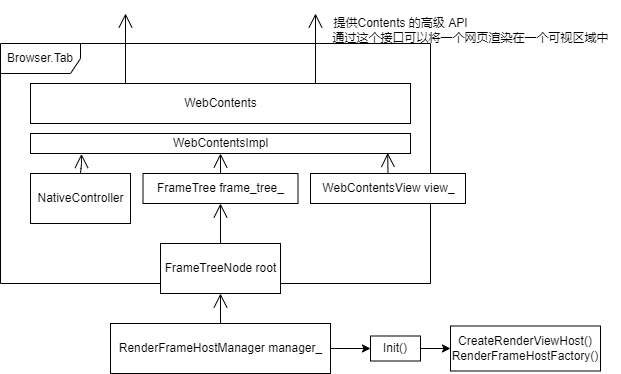 提供Contents 的高级 API
通过这个接口可以将一个网页渲染在一个可视区域中
Browser.Tab
WebContents
WebContentsImpl
NativeController
FrameTree frame_tree_
WebContentsView view_
FrameTreeNode root
RenderFrameHostManager manager_
Init()
CreateRenderViewHost()
RenderFrameHostFactory()